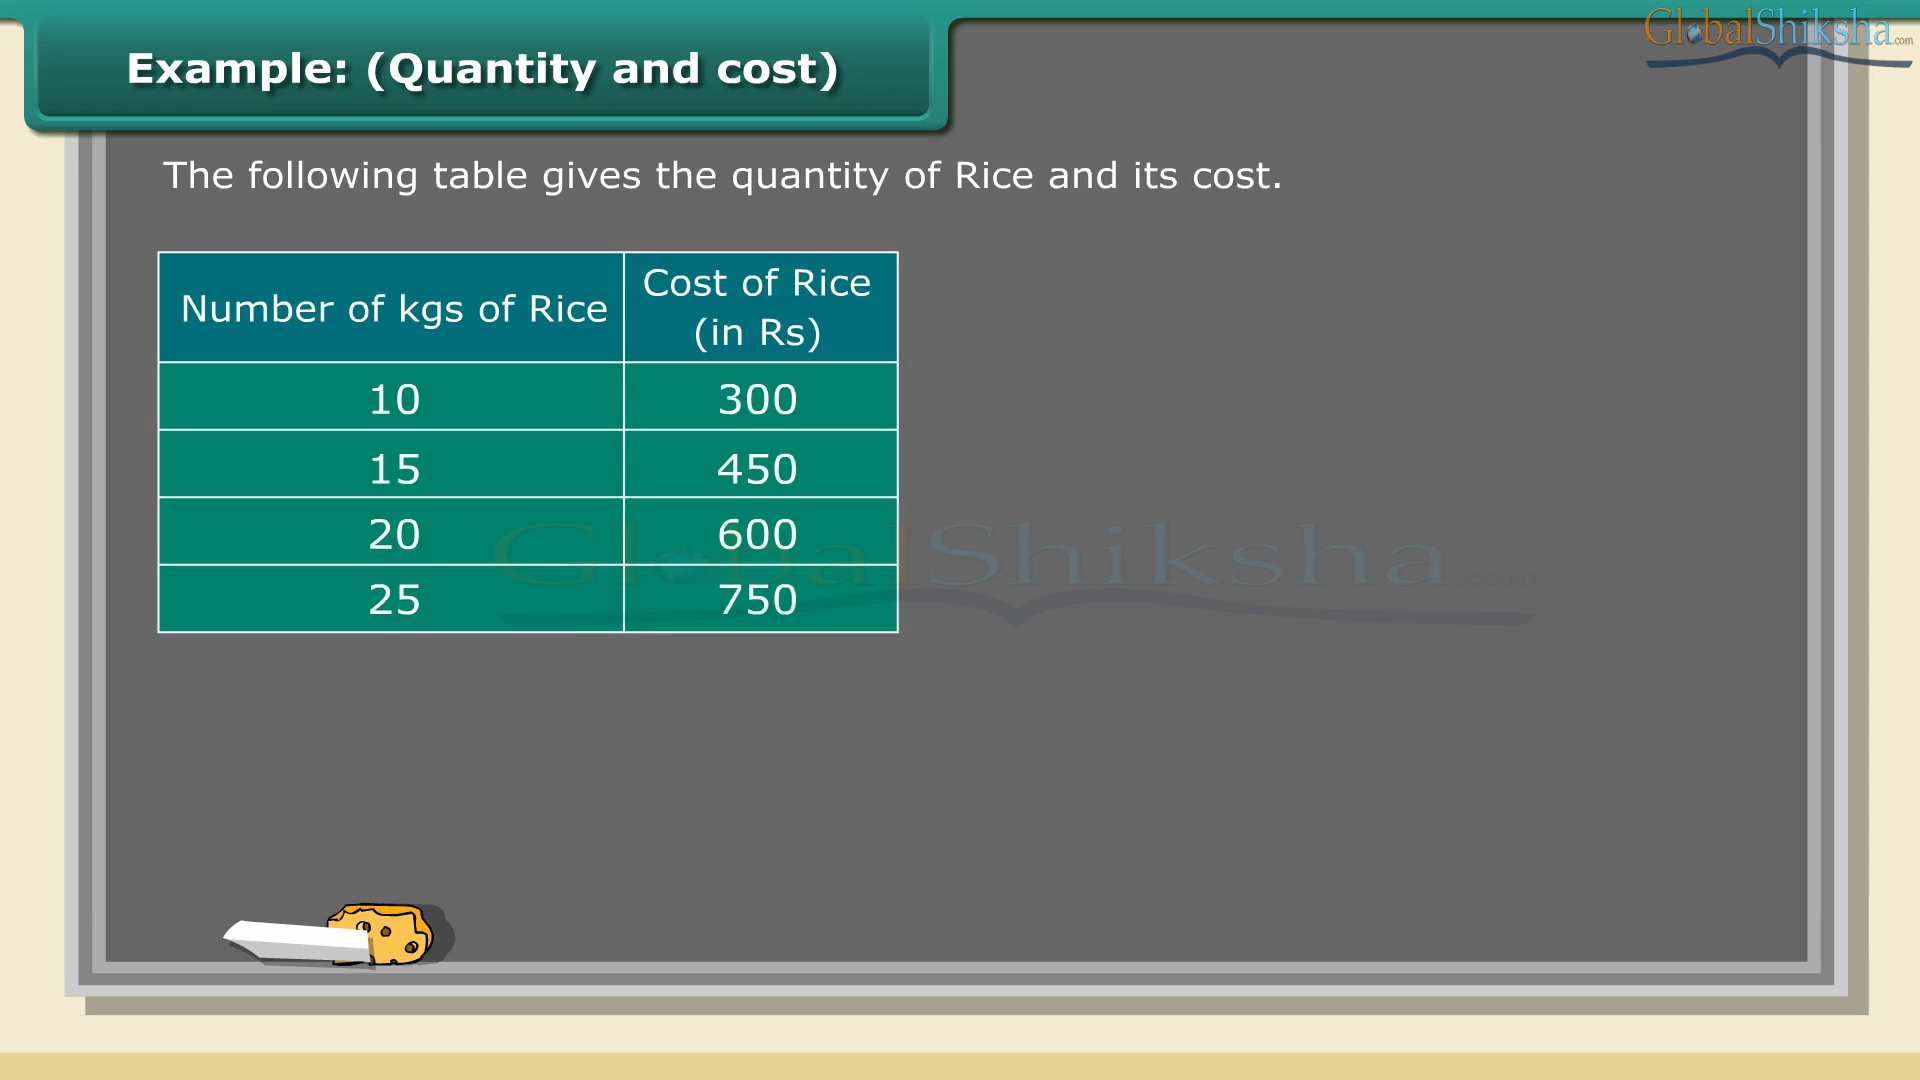 Example: (Quantity and cost)
GlobalShiksha.com
The following table gives the quantity of Rice and its cost.
Number of kgs of Rice
Cost of Rice
(in Rs)
10 300
15 450
20 600
25 750
GlobalShiksha.com